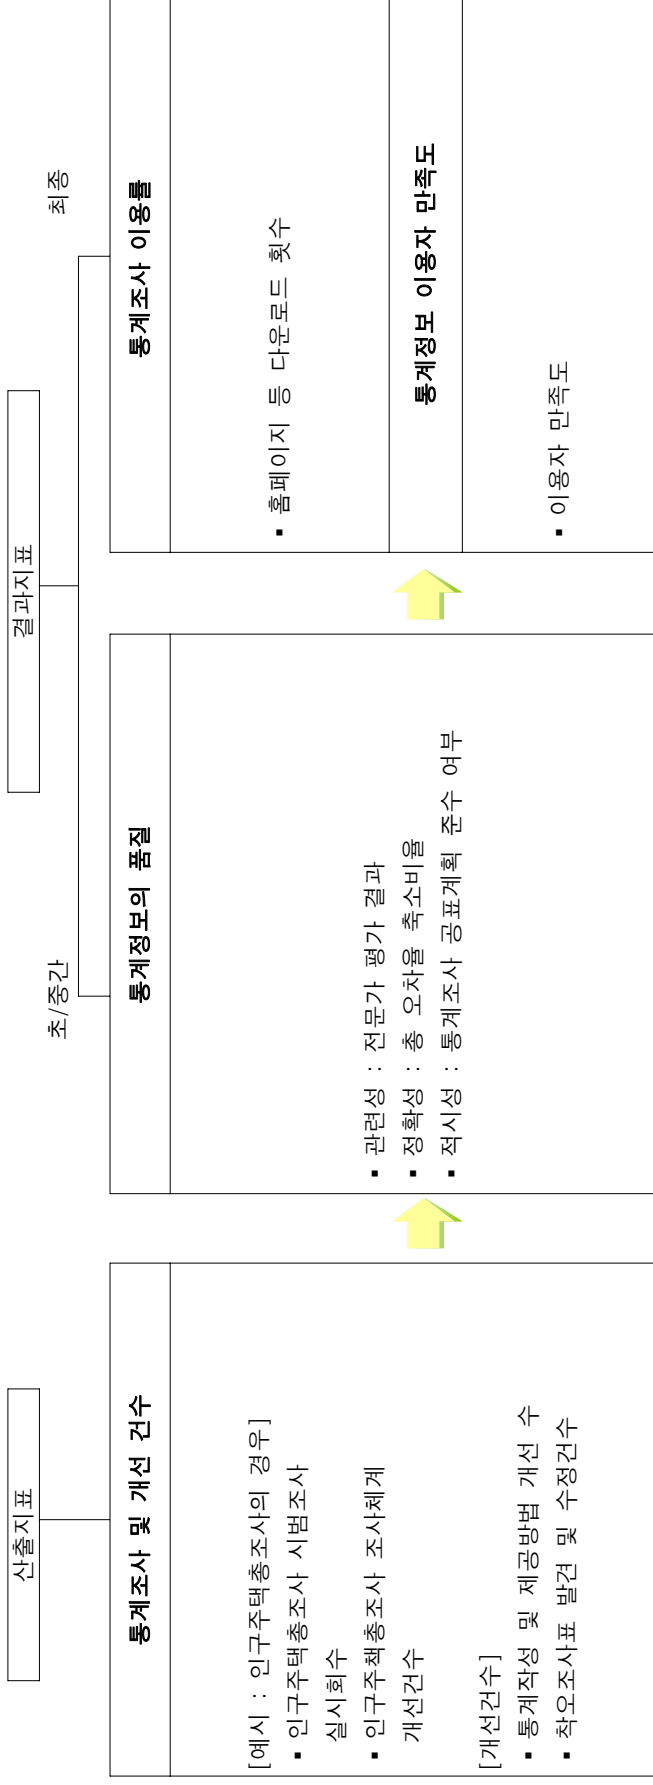 산출지표
결과지표
초/중간
최종
통계조사 및 개선 건수
[예시 : 인구주택총조사의 경우]
▪ 인구주택총조사 시범조사
실시회수
▪ 인구주책총조사 조사체계
개선건수
[개선건수]
▪ 통계작성 및 제공방법 개선 수
▪ 착오조사표 발견 및 수정건수
통계정보의 품질
▪ 관련성 : 전문가 평가 결과
▪ 정확성 : 총 오차율 축소비율
▪ 적시성 : 통계조사 공표계획 준수 여부
통계조사 이용률
▪ 홈페이지 등 다운로드 횟수
통계정보 이용자 만족도
▪ 이용자 만족도